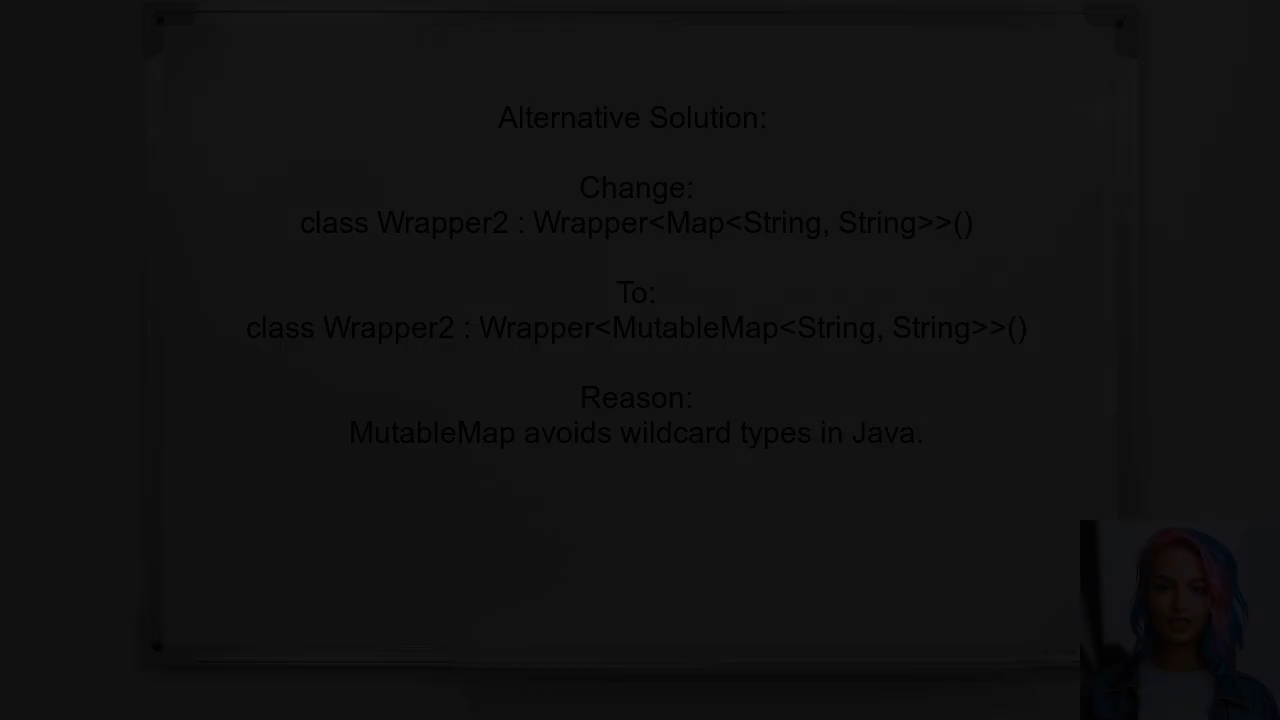 Alternative Solution:
Change:
class Wrapper2 : Wrapper<Map<String, String>>()
To:
class Wrapper2 : Wrapper<MutableMap<String, String>>()
Reason:
MutableMap avoids wildcard types in Java.